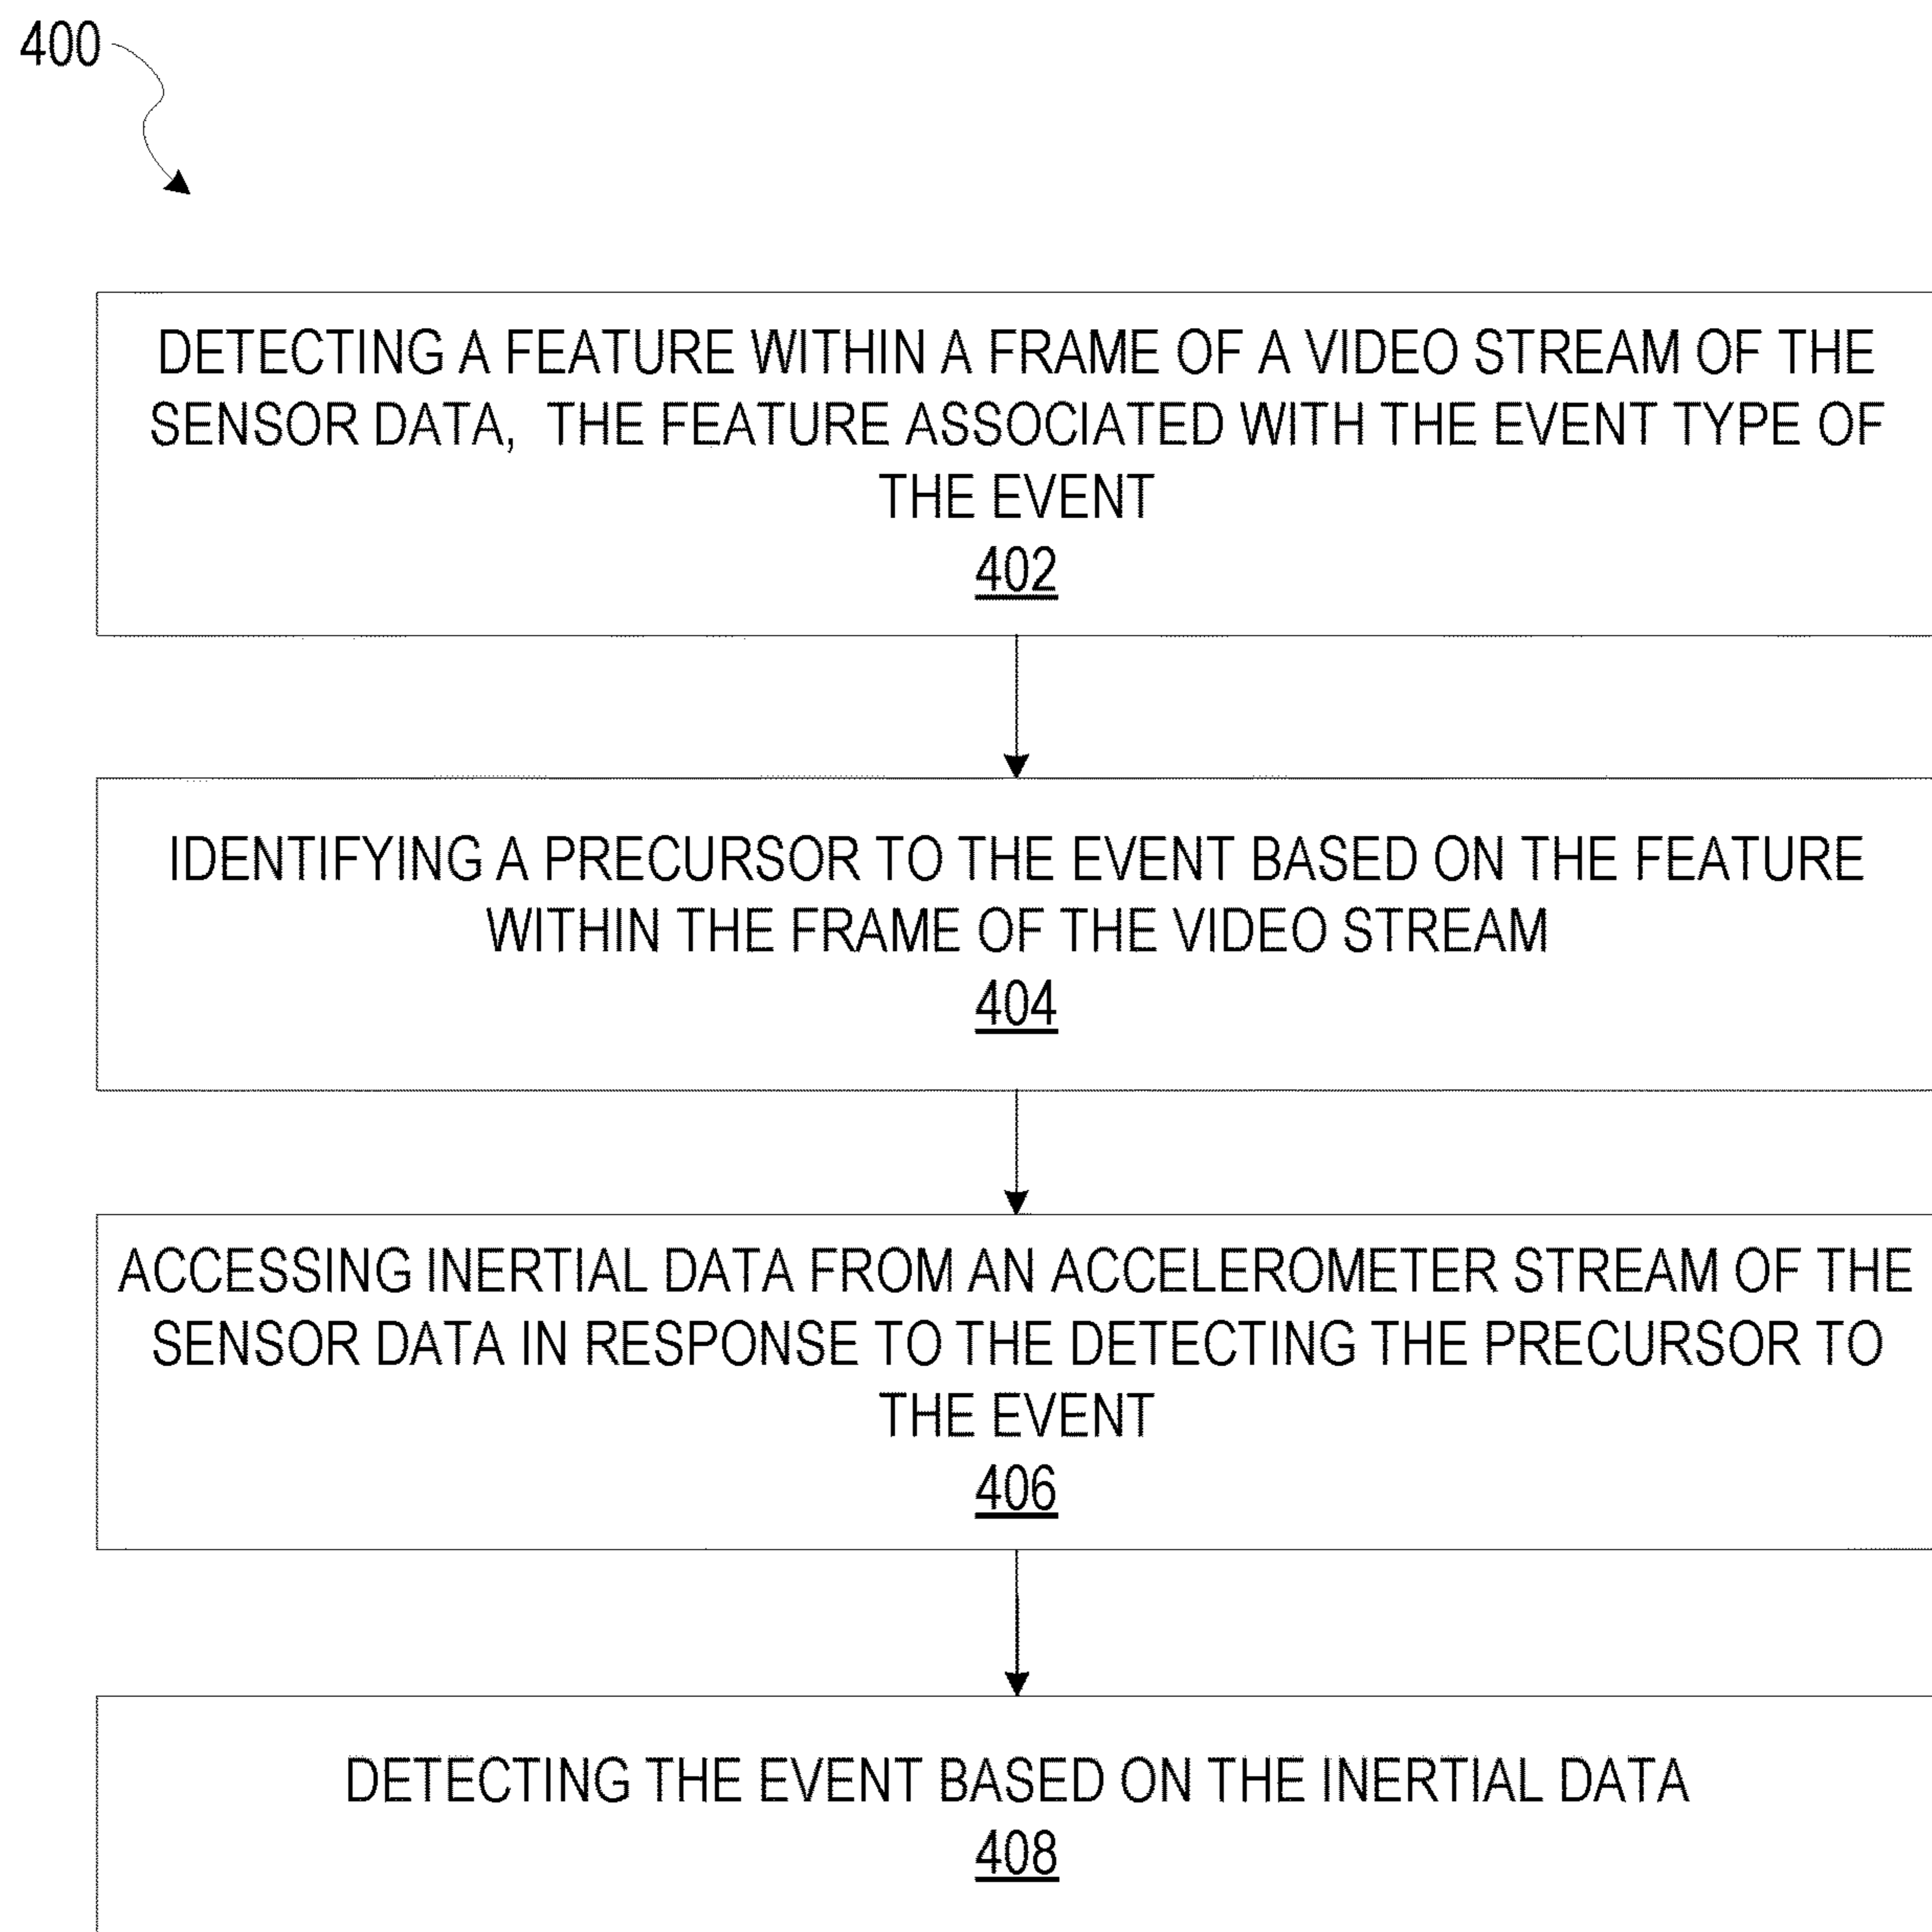 400
DETECTING A FEATURE WITHIN A FRAME OF A VIDEO STREAM OF THE
SENSOR DATA, THE FEATURE ASSOCIATED WITH THE EVENT TYPE OF
THE EVENT
402
IDENTIFYING A PRECURSOR TO THE EVENT BASED ON THE FEATURE
WITHIN THE FRAME OF THE VIDEO STREAM
404
ACCESSING INERTIAL DATA FROM AN ACCELEROMETER STREAM OF THE
SENSOR DATA IN RESPONSE TO THE DETECTING THE PRECURSOR TO
THE EVENT
406
DETECTING THE EVENT BASED ON THE INERTIAL DATA
408